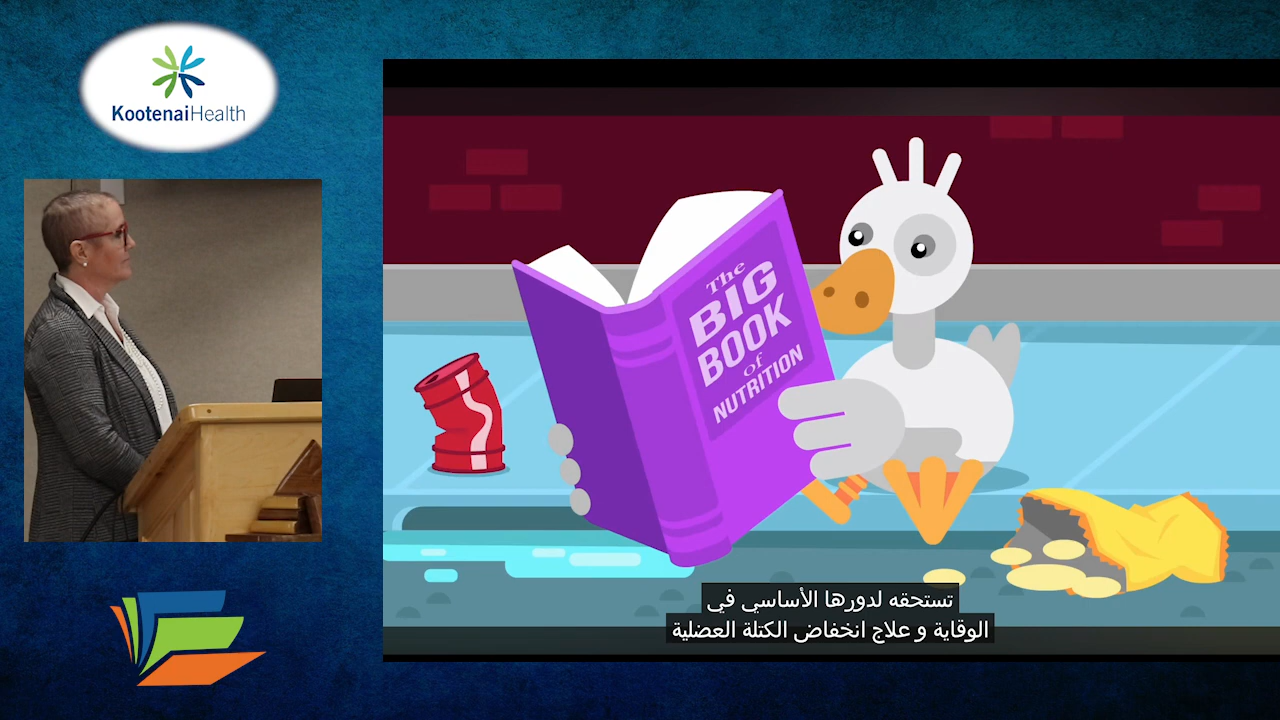 KootenaiHealth
The
BIG
BOOK
of
NUTRITION
تستحقه لدورها الأساسي في
الوقاية و علاج انخفاض الكتلة العضلية